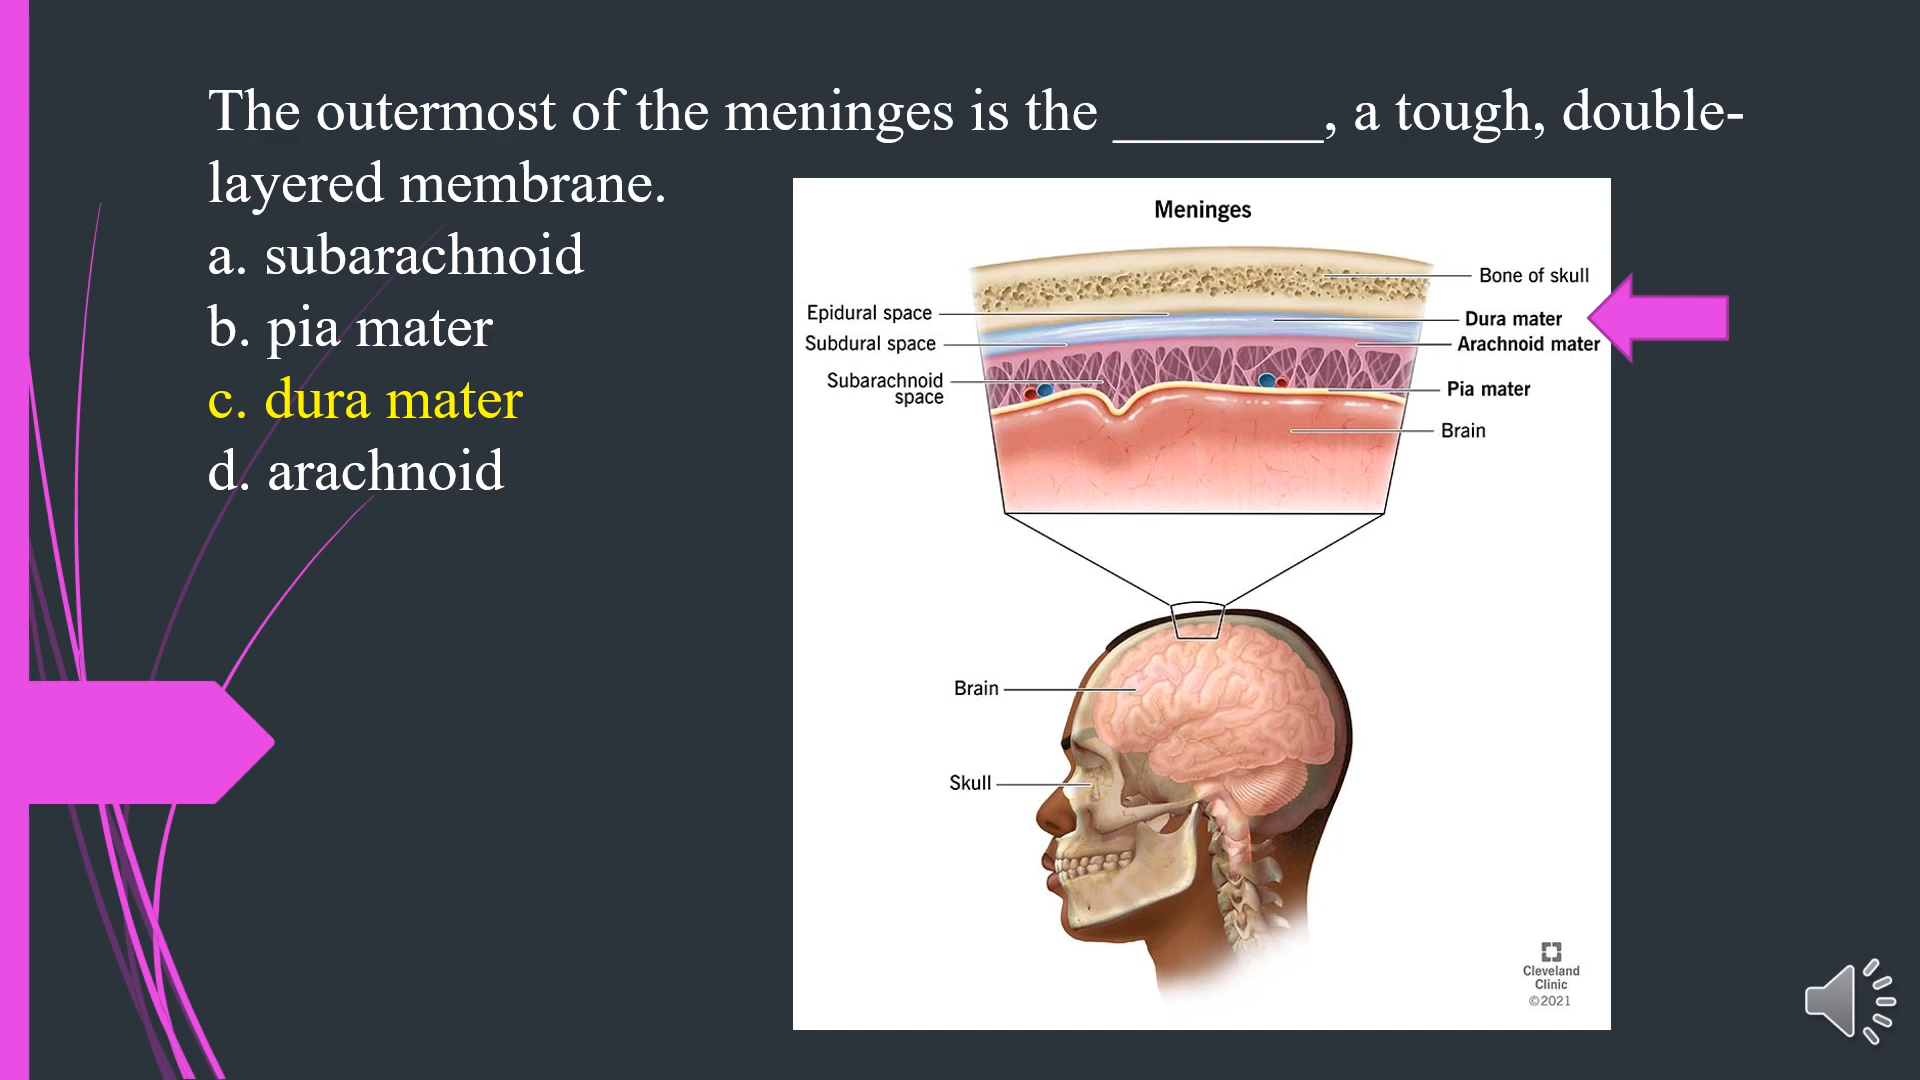 The outermost of the meninges is the _______, a tough, double-
layered membrane.
a. subarachnoid
b. pia mater
c. dura mater
d. arachnoid
Meninges
Bone of skull
Epidural space
Dura mater
Subdural space
Arachnoid mater
Subarachnoid
space
Pia mater
Brain
Brain
Skull
Cleveland
Clinic
©2021